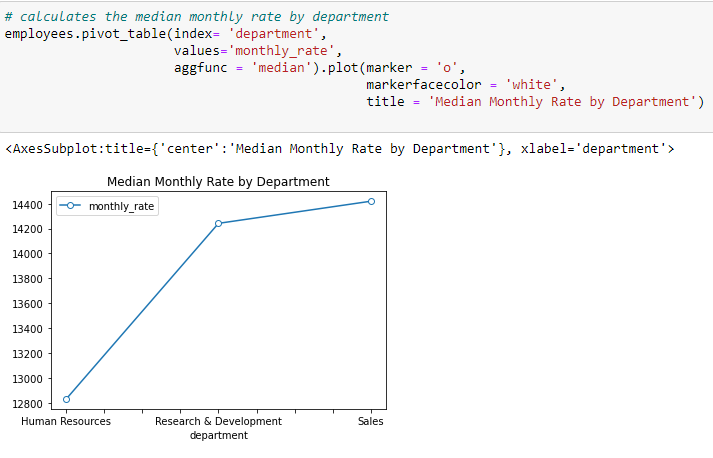 # calculates the median monthly rate by department
employees.pivot_table(index= 'department',
                      values='monthly_rate',
                      aggfunc = 'median').plot(marker = 'o',
                                               markerfacecolor = 'white',
                                               title = 'Median Monthly Rate by Department')
<AxesSubplot:title={'center':'Median Monthly Rate by Department'}, xlabel='department'>
Median Monthly Rate by Department
monthly_rate
14400
14200
14000
13800
13600
13400
13200
13000
12800
Human Resources Research & Development Sales
department